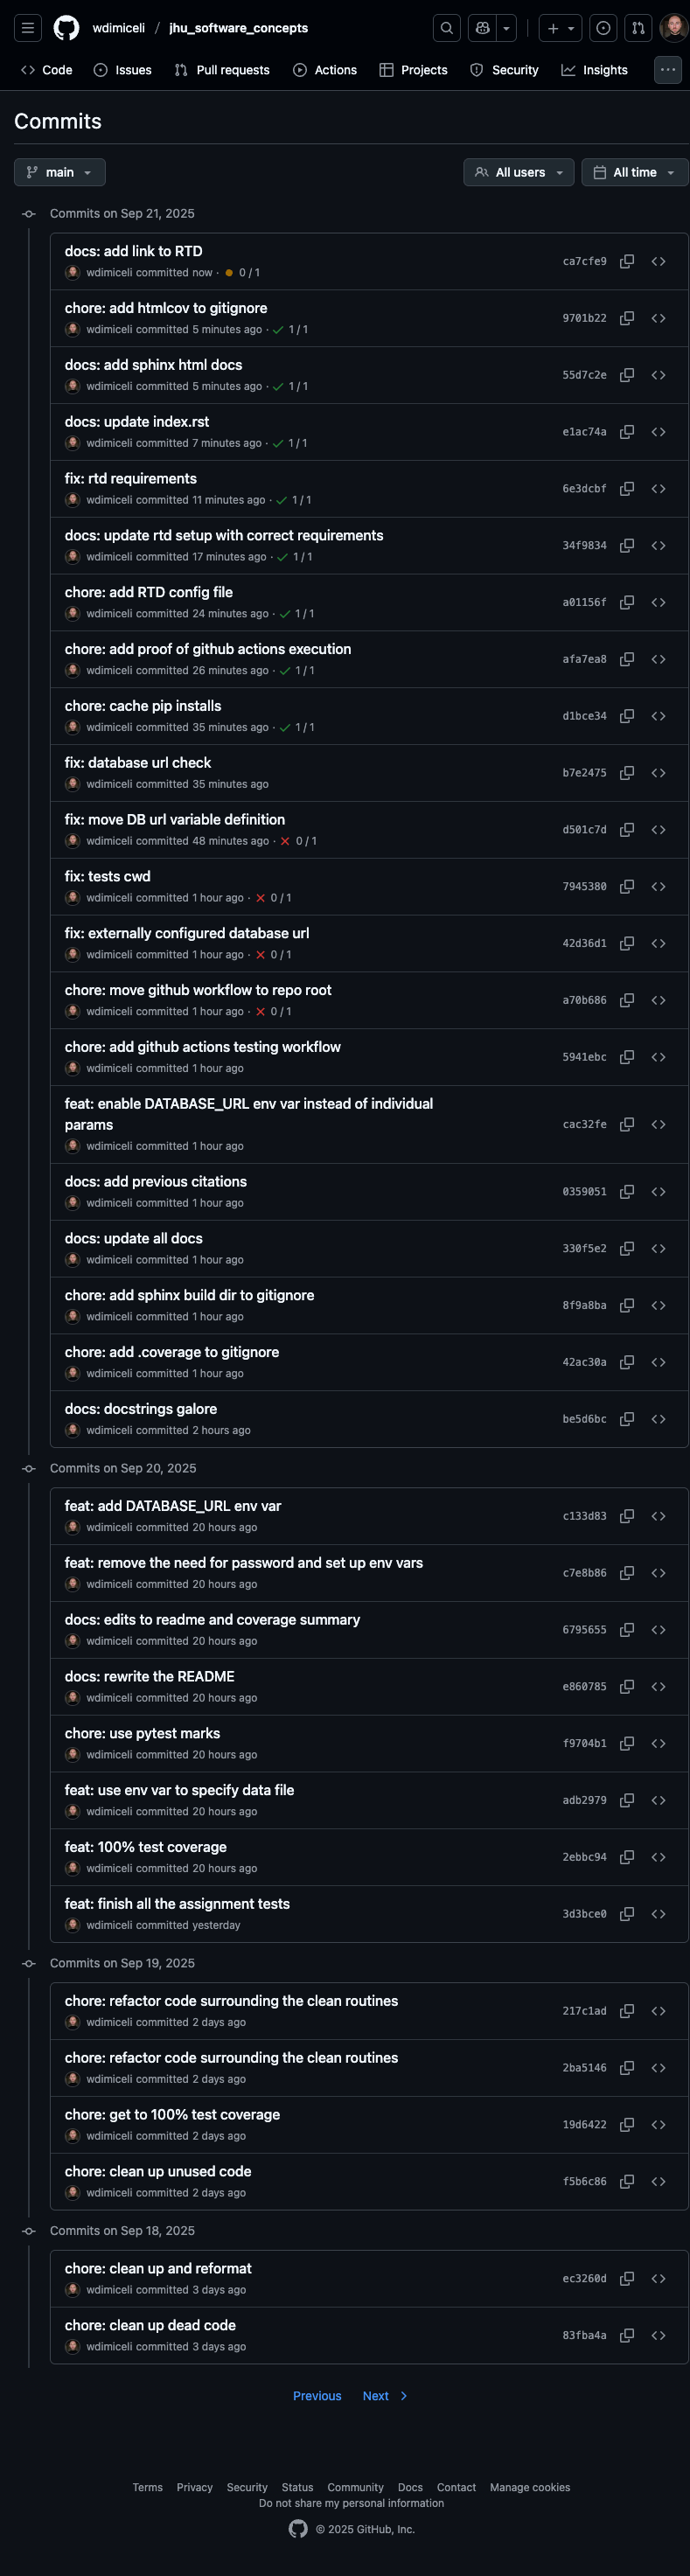 wdimiceli / jhu_software_concepts
Code Issues Pull requests Actions Projects Security Insights
Commits
main All users All time
Commits on Sep 21, 2025
docs: add link to RTD
wdimiceli committed now · 0 / 1
ca7cfe9
chore: add htmlcov to gitignore
wdimiceli committed 5 minutes ago · 1 / 1
9701b22
docs: add sphinx html docs
wdimiceli committed 5 minutes ago · 1 / 1
55d7c2e
docs: update index.rst
wdimiceli committed 7 minutes ago · 1 / 1
e1ac74a
fix: rtd requirements
wdimiceli committed 11 minutes ago · 1 / 1
6e3dcbf
docs: update rtd setup with correct requirements
wdimiceli committed 17 minutes ago · 1 / 1
34f9834
chore: add RTD config file
wdimiceli committed 24 minutes ago · 1 / 1
a01156f
chore: add proof of github actions execution
wdimiceli committed 26 minutes ago · 1 / 1
afa7ea8
chore: cache pip installs
wdimiceli committed 35 minutes ago · 1 / 1
d1bce34
fix: database url check
wdimiceli committed 35 minutes ago
b7e2475
fix: move DB url variable definition
wdimiceli committed 48 minutes ago · 0 / 1
d501c7d
fix: tests cwd
wdimiceli committed 1 hour ago · 0 / 1
7945380
fix: externally configured database url
wdimiceli committed 1 hour ago · 0 / 1
42d36d1
chore: move github workflow to repo root
wdimiceli committed 1 hour ago · 0 / 1
a70b686
chore: add github actions testing workflow
wdimiceli committed 1 hour ago
5941ebc
feat: enable DATABASE_URL env var instead of individual
params
wdimiceli committed 1 hour ago
cac32fe
docs: add previous citations
wdimiceli committed 1 hour ago
0359051
docs: update all docs
wdimiceli committed 1 hour ago
330f5e2
chore: add sphinx build dir to gitignore
wdimiceli committed 1 hour ago
8f9a8ba
chore: add .coverage to gitignore
wdimiceli committed 1 hour ago
42ac30a
docs: docstrings galore
wdimiceli committed 2 hours ago
be5d6bc
Commits on Sep 20, 2025
feat: add DATABASE_URL env var
wdimiceli committed 20 hours ago
c133d83
feat: remove the need for password and set up env vars
wdimiceli committed 20 hours ago
c7e8b86
docs: edits to readme and coverage summary
wdimiceli committed 20 hours ago
6795655
docs: rewrite the README
wdimiceli committed 20 hours ago
e860785
chore: use pytest marks
wdimiceli committed 20 hours ago
f9704b1
feat: use env var to specify data file
wdimiceli committed 20 hours ago
adb2979
feat: 100% test coverage
wdimiceli committed 20 hours ago
2ebbc94
feat: finish all the assignment tests
wdimiceli committed yesterday
3d3bce0
Commits on Sep 19, 2025
chore: refactor code surrounding the clean routines
wdimiceli committed 2 days ago
217c1ad
chore: refactor code surrounding the clean routines
wdimiceli committed 2 days ago
2ba5146
chore: get to 100% test coverage
wdimiceli committed 2 days ago
19d6422
chore: clean up unused code
wdimiceli committed 2 days ago
f5b6c86
Commits on Sep 18, 2025
chore: clean up and reformat
wdimiceli committed 3 days ago
ec3260d
chore: clean up dead code
wdimiceli committed 3 days ago
83fba4a
Previous Next
Terms Privacy Security Status Community Docs Contact Manage cookies
Do not share my personal information
© 2025 GitHub, Inc.